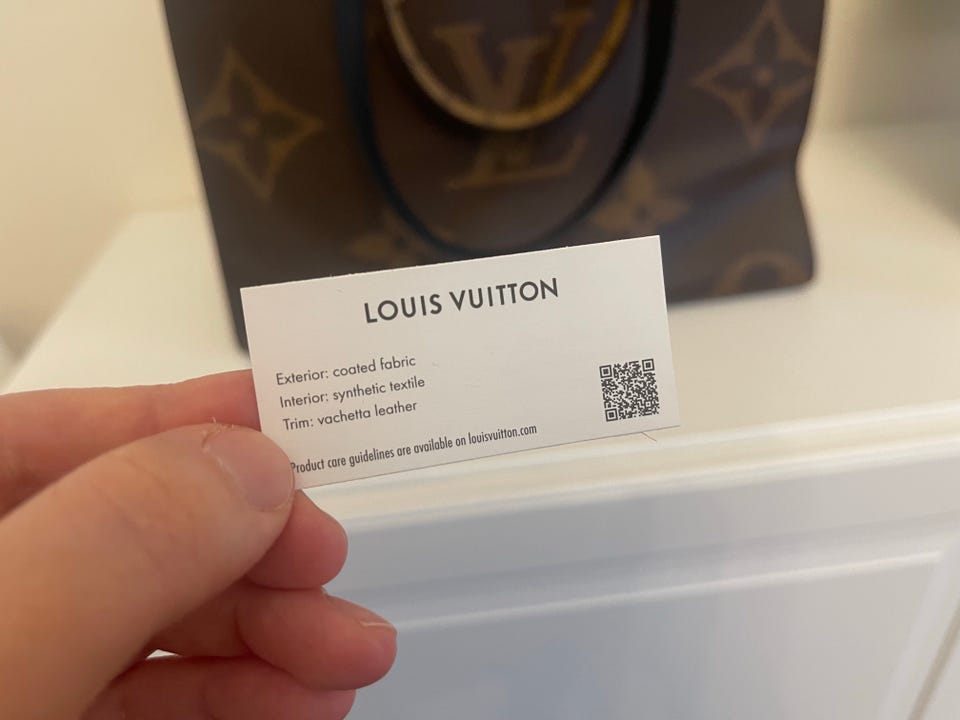 LV
LOUIS VUITTON
Exterior: coated fabric
Interior: synthetic textile
Trim: vachetta leather
Product care guidelines are available on louisvuitton.com